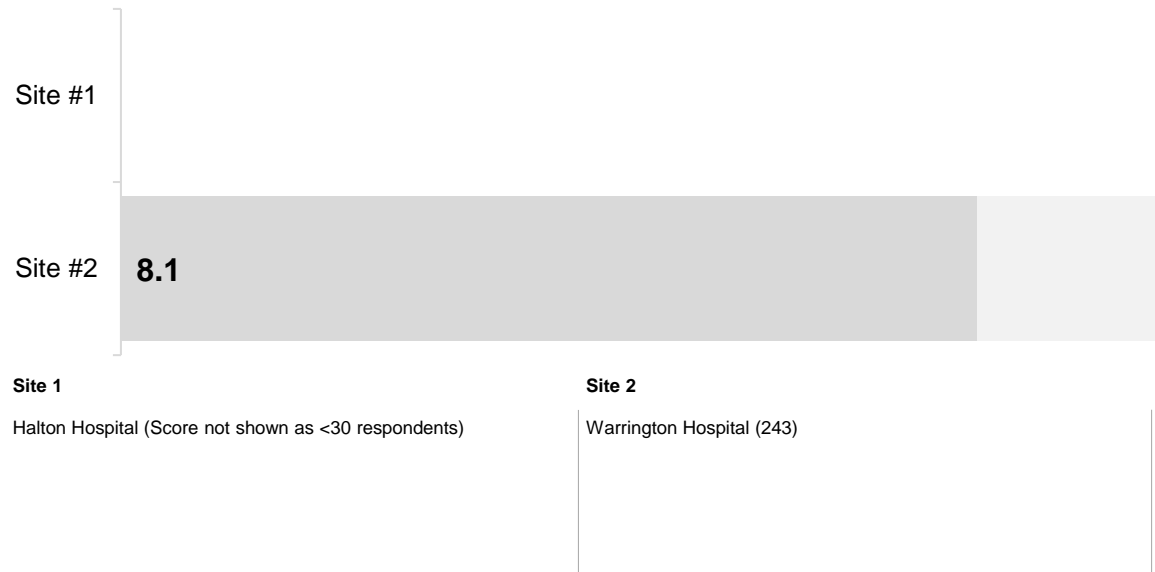 Site #1
Site #2
8.1
Site 1
Site 2
Halton Hospital (Score not shown as <30 respondents)
Warrington Hospital (243)